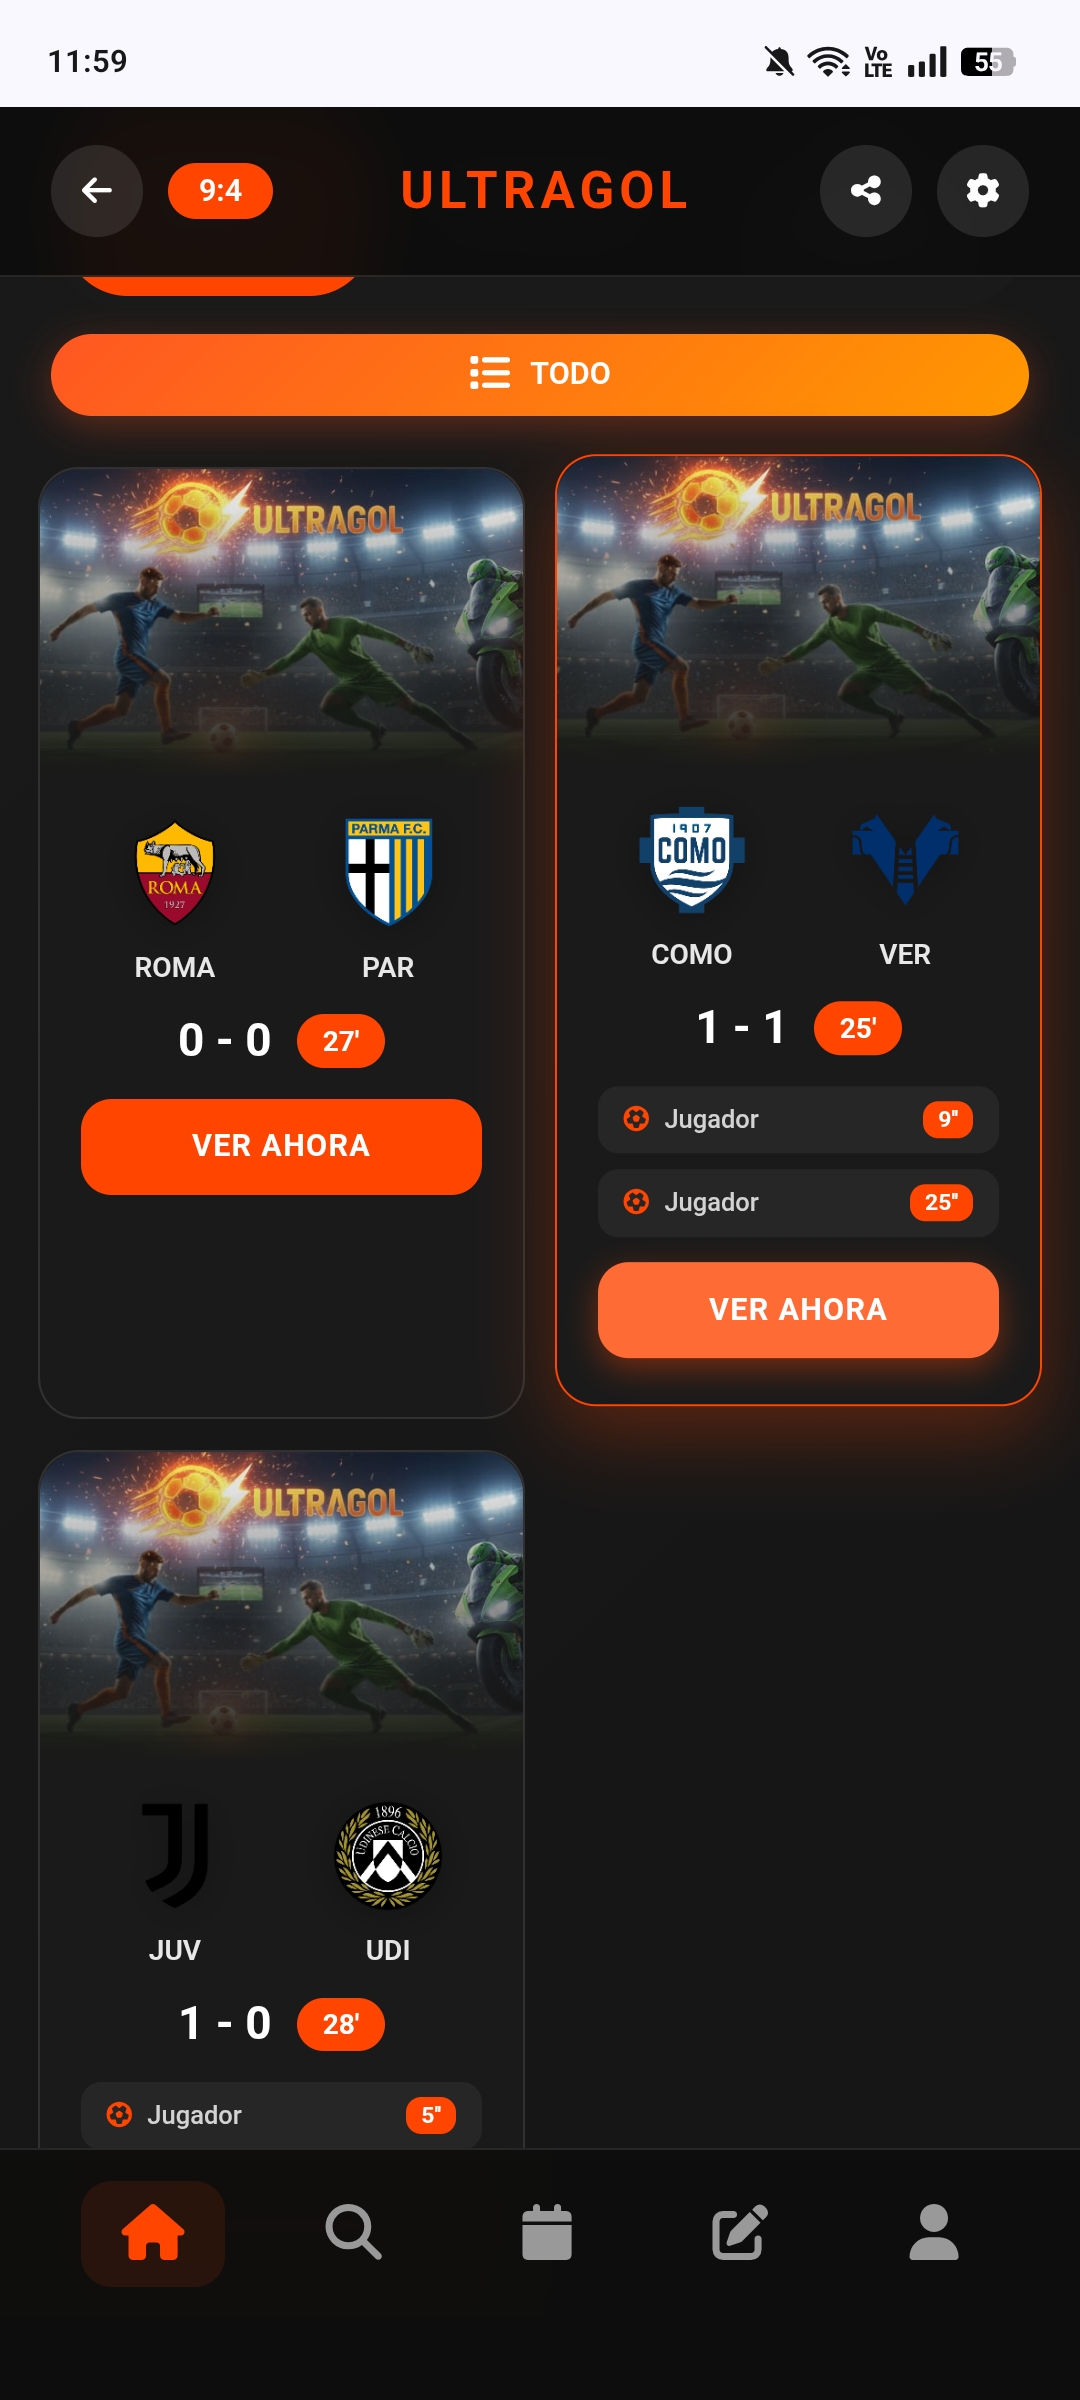 11:59
Vo
LTE
55
9:4
ULTRAGOL
TODO
ULTRAGOL
ROMA
1927
PARMA F.C.
ROMA
PAR
0 - 0
27'
VER AHORA
ULTRAGOL
1907
COMO
COMO
VER
1 - 1
25'
Jugador
9''
Jugador
25''
VER AHORA
ULTRAGOL
1896
UDINESE CALCIO
JUV
UDI
1 - 0
28'
Jugador
5''